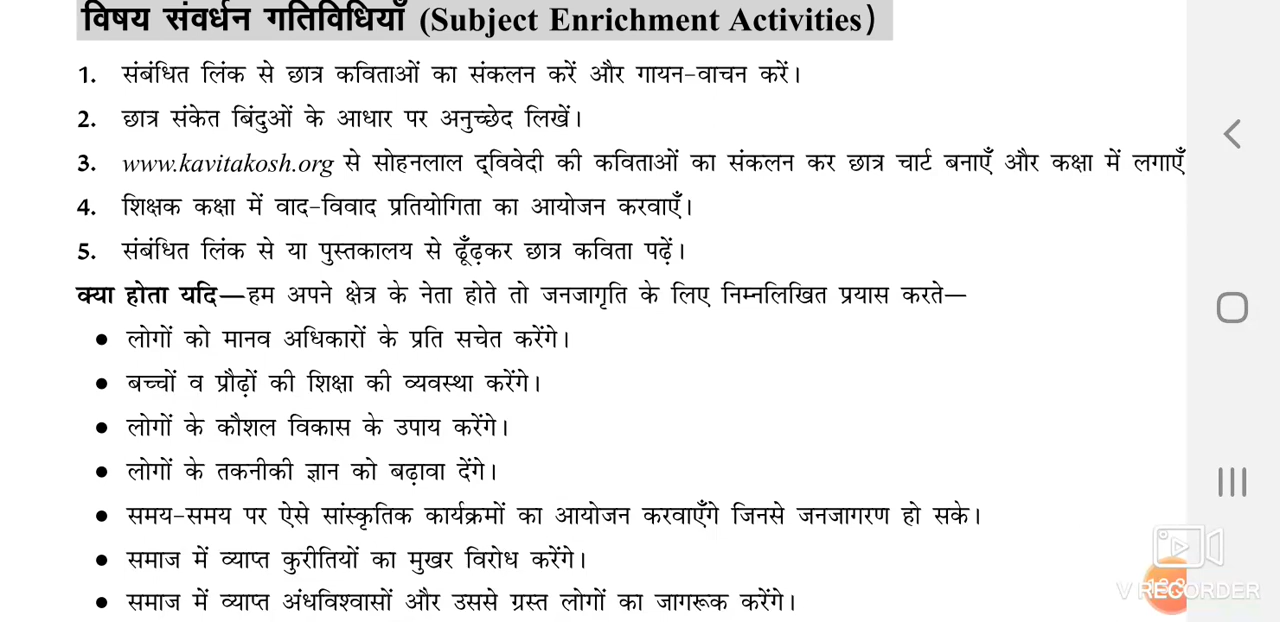 विषय संवर्धन गतिविधियाँ (Subject Enrichment Activities)
1. संबंधित लिंक से छात्र कविताओं का संकलन करें और गायन-वाचन करें।
2. छात्र संकेत बिंदुओं के आधार पर अनुच्छेद लिखें।
3. www.kavitakosh.org से सोहनलाल द्विवेदी की कविताओं का संकलन कर छात्र चार्ट बनाएँ और कक्षा में लगाएँ
4. शिक्षक कक्षा में वाद-विवाद प्रतियोगिता का आयोजन करवाएँ।
5. संबंधित लिंक से या पुस्तकालय से ढूँढ़कर छात्र कविता पढ़ें।
क्या होता यदि—हम अपने क्षेत्र के नेता होते तो जनजागृति के लिए निम्नलिखित प्रयास करते—
● लोगों को मानव अधिकारों के प्रति सचेत करेंगे।
● बच्चों व प्रौढ़ों की शिक्षा की व्यवस्था करेंगे।
● लोगों के कौशल विकास के उपाय करेंगे।
● लोगों के तकनीकी ज्ञान को बढ़ावा देंगे।
● समय-समय पर ऐसे सांस्कृतिक कार्यक्रमों का आयोजन करवाएँगे जिनसे जनजागरण हो सके।
● समाज में व्याप्त कुरीतियों का मुखर विरोध करेंगे।
● समाज में व्याप्त अंधविश्वासों और उससे ग्रस्त लोगों का जागरूक करेंगे।
V RECORDER